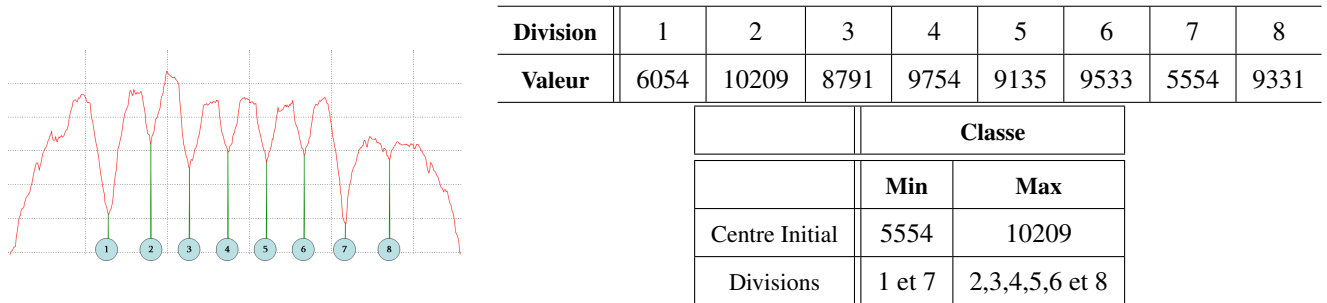 Division 1 2 3 4 5 6 7 8
Valeur 6054 10209 8791 9754 9135 9533 5554 9331
Classe
Min Max
Centre Initial 5554 10209
Divisions 1 et 7 2,3,4,5,6 et 8
1 2 3 4 5 6 7 8